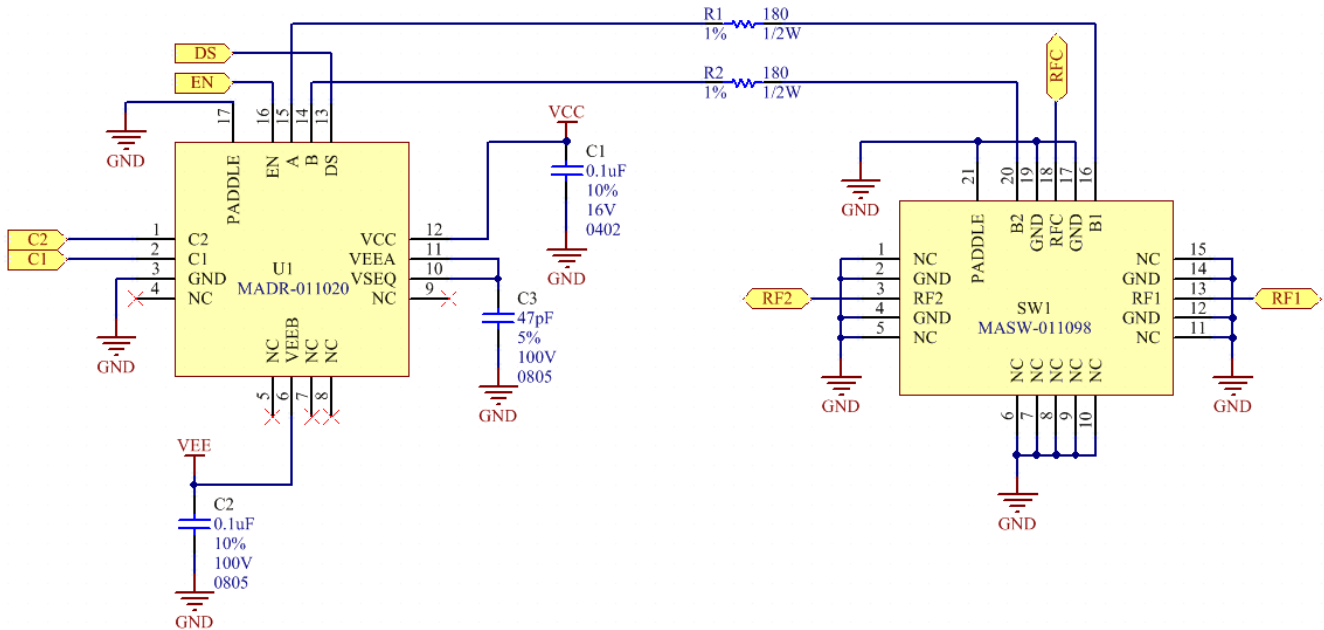 R1 180
1% 1/2W
DS
EN
R2 180
1% 1/2W
RFC
GND
17 16 15 14 13
PADDLE EN A B DS
VCC
C1
0.1uF
10%
16V
0402
GND
C2 1 C2
C1 2 C1
3 GND
4 NC
U1
MADR-011020
VCC 12
VEEA 11
VSEQ 10
NC 9
GND
NC VEEB NC NC
5 6 7 8
C3
47pF
5%
100V
0805
GND
VEE
C2
0.1uF
10%
100V
0805
GND
GND
21 20 19 18 17 16
PADDLE B2 GND RFC GND B1
1 NC
2 GND
RF2 3 RF2
4 GND
5 NC
SW1
MASW-011098
NC 15
GND 14
RF1 13 RF1
GND 12
NC 11
GND
GND
NC NC NC NC NC
6 7 8 9 10
GND